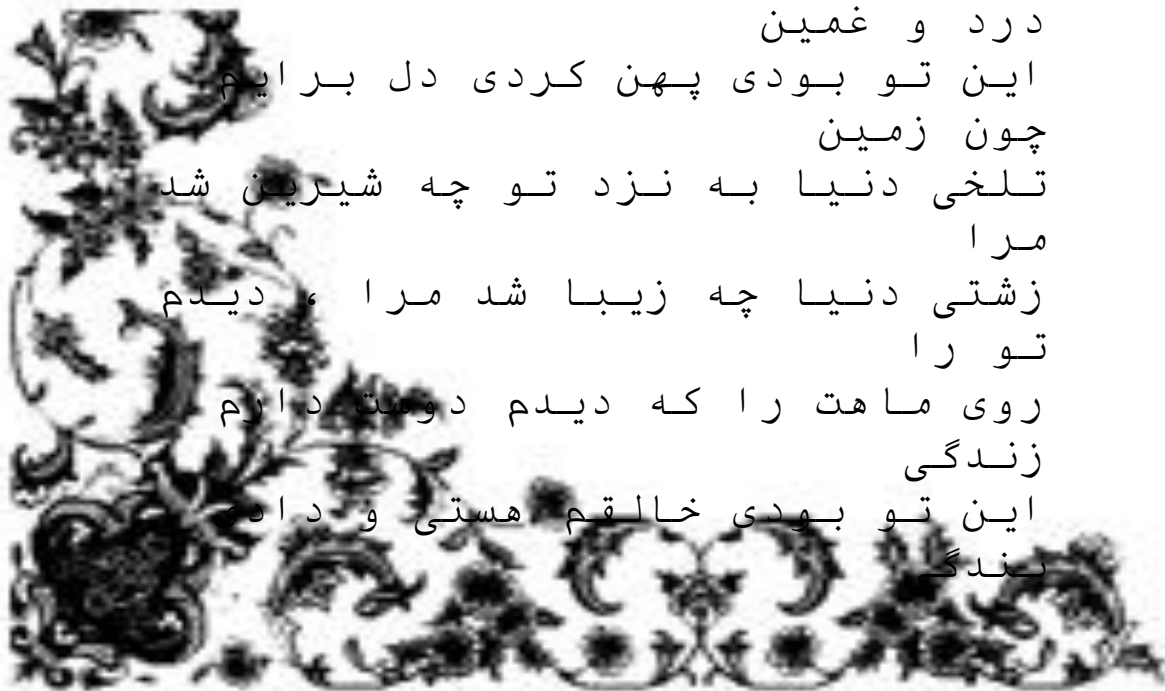 درد و غمین
این تو بودی پهن کردی دل برایم
چون زمین
تلخی دنیا به نزد تو چه شیرین شد
مرا
زشتی دنیا چه زیبا شد مرا ، دیدم
تو را
روی ماهت را که دیدم دوست دارم
زندگی
این تو بودی خالقم هستی و دادی
بندگی